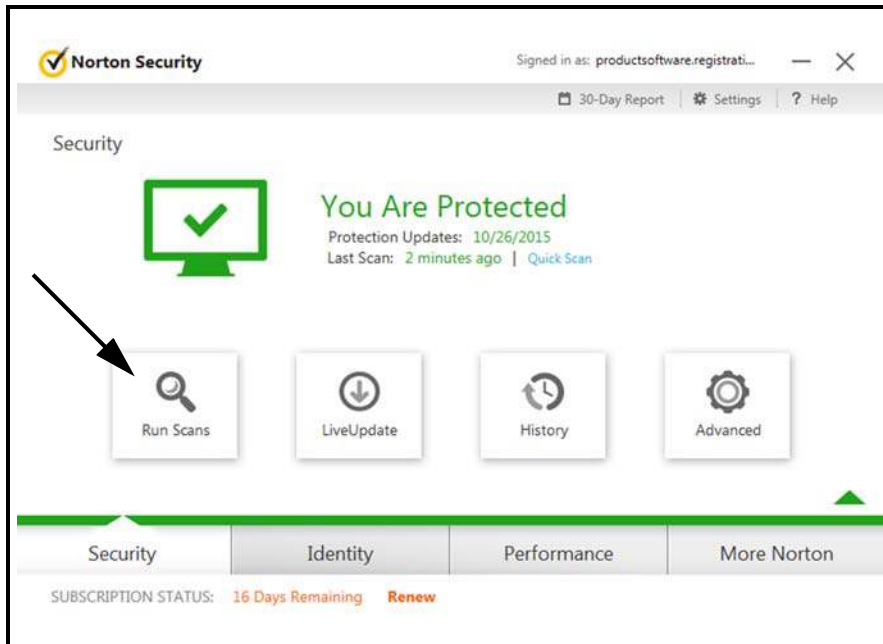 Norton Security
Signed in as: productsoftware.registrati...
30-Day Report
Settings
? Help
Security
You Are Protected
Protection Updates: 10/26/2015
Last Scan: 2 minutes ago | Quick Scan
Run Scans
LiveUpdate
History
Advanced
Security
Identity
Performance
More Norton
SUBSCRIPTION STATUS: 16 Days Remaining Renew